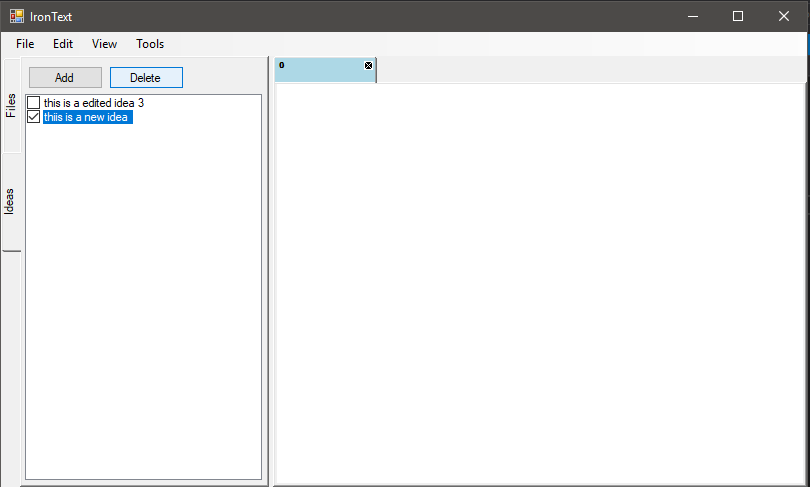 IronText
File Edit View Tools
Add Delete
0
Files
this is a edited idea 3
thiis is a new idea
Ideas